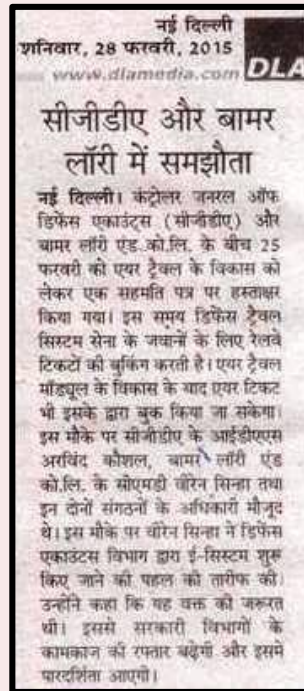 नई दिल्ली
शनिवार, 28 फरवरी, 2015
www.dlamedia.com DLA
सीजीडीए और बामर
लॉरी में समझौता
नई दिल्ली। कंट्रोलर जनरल ऑफ
डिफेंस एकाउंट्स (सीजीडीए) और
बामर लॉरी एंड को.लि. के बीच 25
फरवरी को एयर ट्रैवल के विकास को
लेकर एक सहमति पत्र पर हस्ताक्षर
किया गया। इस समय डिफेंस ट्रैवल
सिस्टम सेना के जवानों के लिए रेलवे
टिकटों की बुकिंग करती है। एयर ट्रैवल
मॉड्यूल के विकास के बाद एयर टिकट
भी इसके द्वारा बुक किया जा सकेगा।
इस मौके पर सीजीडीए के आईडीएएस
अरविंद कौशल, बामर लॉरी एंड
को.लि. के सीएमडी वीरेन सिन्हा तथा
इन दोनों संगठनों के अधिकारी मौजूद
थे। इस मौके पर वीरेन सिन्हा ने डिफेंस
एकाउंटस विभाग द्वारा ई-सिस्टम शुरू
किए जाने की पहल की तारीफ की।
उन्होंने कहा कि यह वक्त की जरूरत
थी। इससे सरकारी विभागों के
कामकाज की रफ्तार बढ़ेगी और इसमें
पारदर्शिता आएगी।